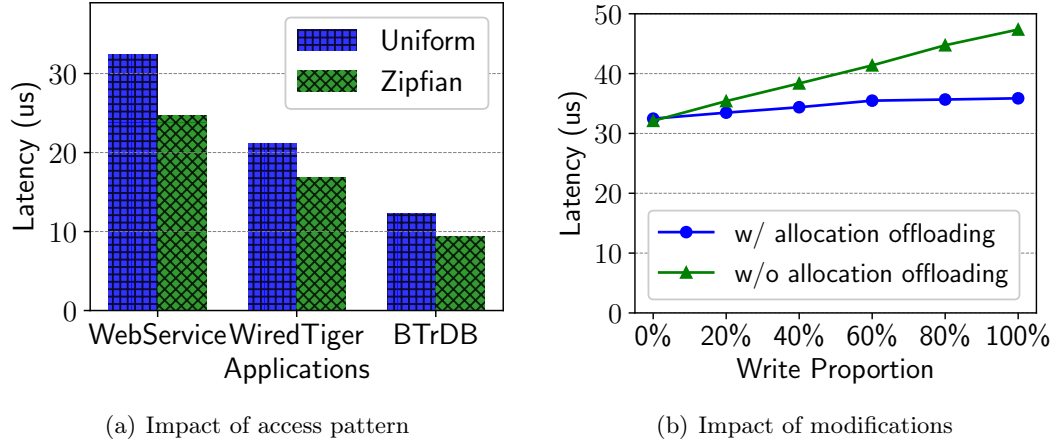 Latency (us)
30
20
10
0
Uniform
Zipfian
WebService WiredTiger BTrDB
Applications
(a) Impact of access pattern
Latency (us)
50
40
30
20
10
0
w/ allocation offloading
w/o allocation offloading
0% 20% 40% 60% 80% 100%
Write Proportion
(b) Impact of modifications